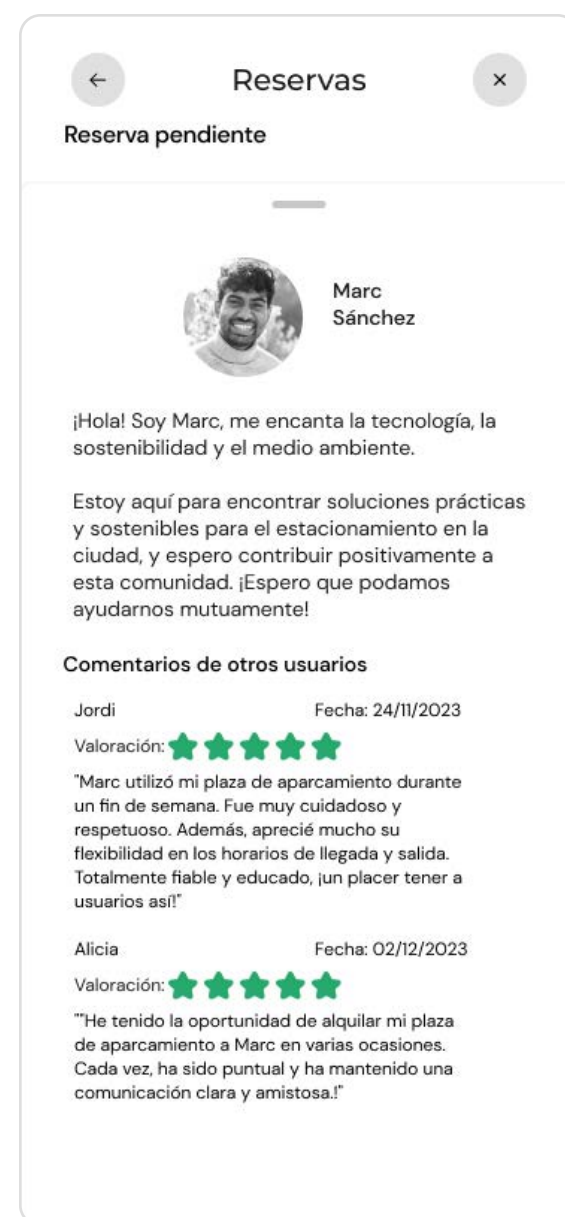 Reservas
Reserva pendiente
Marc
Sánchez
¡Hola! Soy Marc, me encanta la tecnología, la
sostenibilidad y el medio ambiente.
Estoy aquí para encontrar soluciones prácticas
y sostenibles para el estacionamiento en la
ciudad, y espero contribuir positivamente a
esta comunidad. ¡Espero que podamos
ayudarnos mutuamente!
Comentarios de otros usuarios
Jordi Fecha: 24/11/2023
Valoración:
"Marc utilizó mi plaza de aparcamiento durante
un fin de semana. Fue muy cuidadoso y
respetuoso. Además, aprecié mucho su
flexibilidad en los horarios de llegada y salida.
Totalmente fiable y educado, ¡un placer tener a
usuarios así!"
Alicia Fecha: 02/12/2023
Valoración:
""He tenido la oportunidad de alquilar mi plaza
de aparcamiento a Marc en varias ocasiones.
Cada vez, ha sido puntual y ha mantenido una
comunicación clara y amistosa.!"